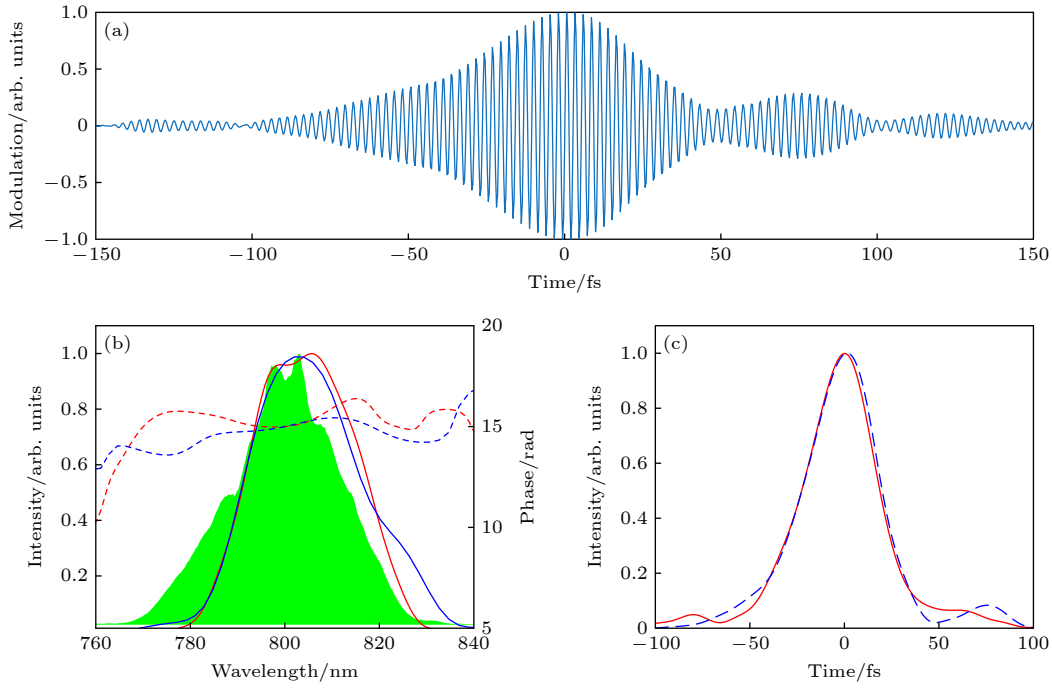 (a)
Modulation/arb. units
1.0
0.5
0
−0.5
−1.0
−150 −100 −50 0 50 100 150
Time/fs
(b)
Intensity/arb. units
1.0
0.8
0.6
0.4
0.2
20
15
10
5
Phase/rad
760 780 800 820 840
Wavelength/nm
(c)
Intensity/arb. units
1.0
0.8
0.6
0.4
0.2
0
−100 −50 0 50 100
Time/fs